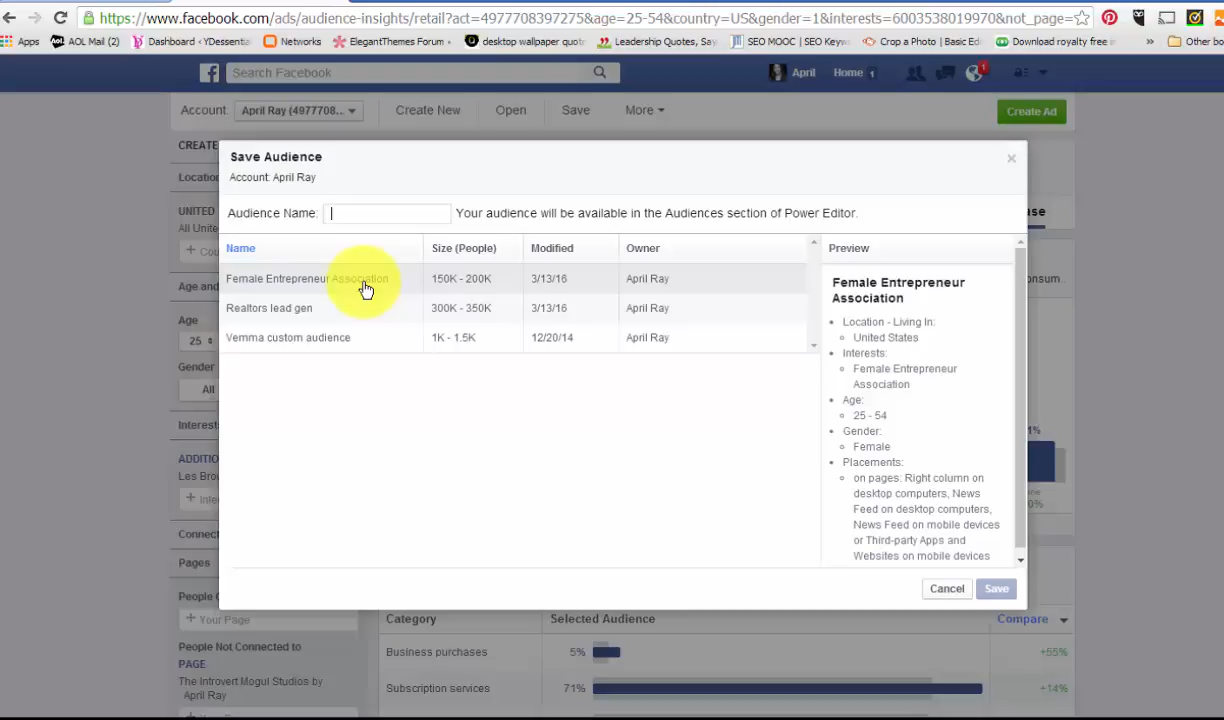 https://www.facebook.com/ads/audience-insights/retail?act=4977708397275&age=25-54&country=US&gender=1&interests=6003538019970&not_page=
Apps AOL Mail (2) Dashboard ‹ YDessential Networks ElegantThemes Forum desktop wallpaper quot Leadership Quotes, Say SEO MOOC | SEO Keyw Crop a Photo | Basic Edi Download royalty free i » Other bo
Search Facebook April Home 1 1
Account: April Ray (4977708... Create New Open Save More Create Ad
CREATE
Save Audience
Account: April Ray
Locatio
UNITED
All Unite
+ Cou
Audience Name: Your audience will be available in the Audiences section of Power Editor.
Name Size (People) Modified Owner Preview
Female Entrepreneur Association 150K - 200K 3/13/16 April Ray
Realtors lead gen 300K - 350K 3/13/16 April Ray
Vemma custom audience 1K - 1.5K 12/20/14 April Ray
Female Entrepreneur
Association
Location - Living In:
United States
Interests:
Female Entrepreneur
Association
Age:
25 - 54
Gender:
Female
Placements:
on pages: Right column on
desktop computers, News
Feed on desktop computers,
News Feed on mobile devices
or Third-party Apps and
Websites on mobile devices
Cancel Save
Age and
Age
25
Gender
All
Interest
ADDITIO
Les Brow
+ Inte
Connect
Pages
People C
+ Your Page
People Not Connected to
PAGE
The Introvert Mogul Studios by
April Ray
se
onsum...
1%
0%
Category Selected Audience Compare
Business purchases 5% +55%
Subscription services 71% +14%